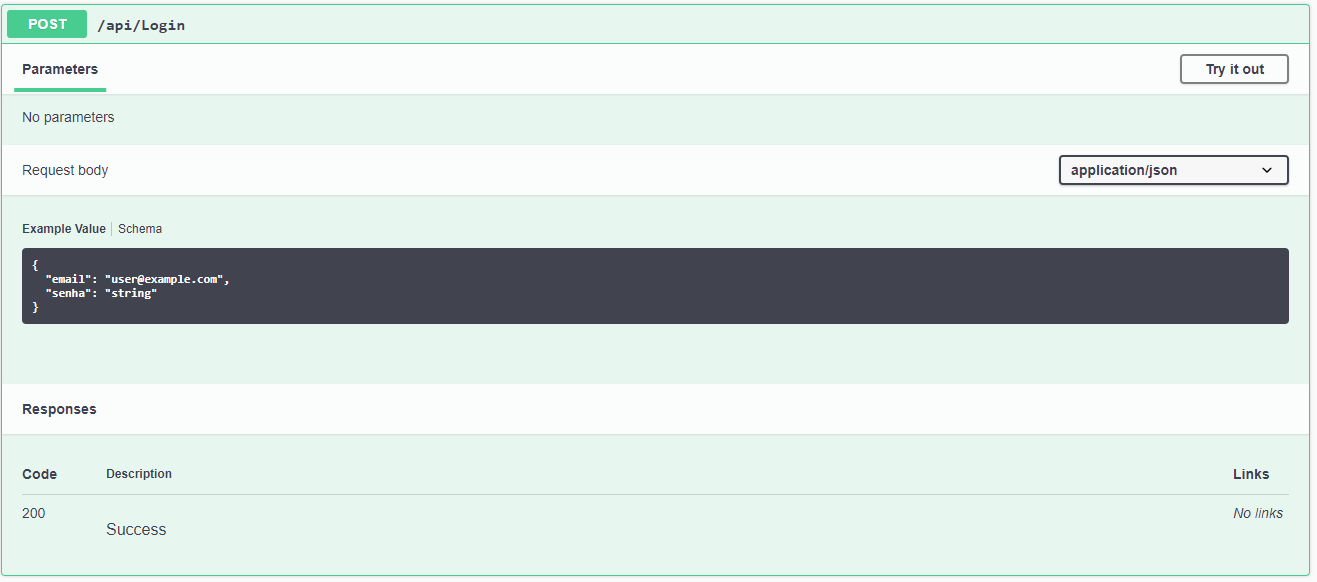 POST /api/Login
Parameters
Try it out
No parameters
Request body
application/json
Example Value Schema
{
  "email": "user@example.com",
  "senha": "string"
}
Responses
Code Description Links
200 Success No links